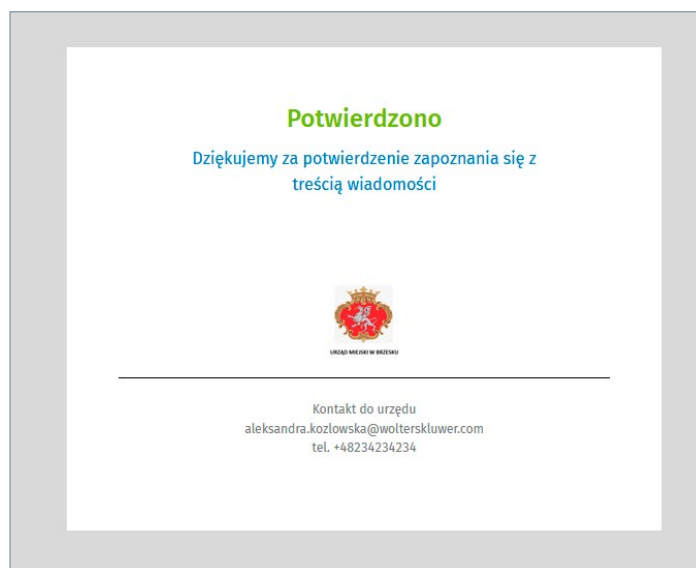 Potwierdzono
Dziękujemy za potwierdzenie zapoznania się z
treścią wiadomości
URZĄD MIEJSKI W BRZESKU
Kontakt do urzędu
aleksandra.kozlowska@wolterskluwer.com
tel. +48234234234